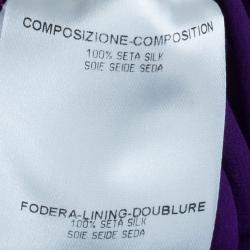 COMPOSIZIONE-COMPOSITION
100% SETA SILK
SOIE SEIDE SEDA
FODERA-LINING-DOUBLURE
100% SETA SILK
SOIE SEIDE SEDA